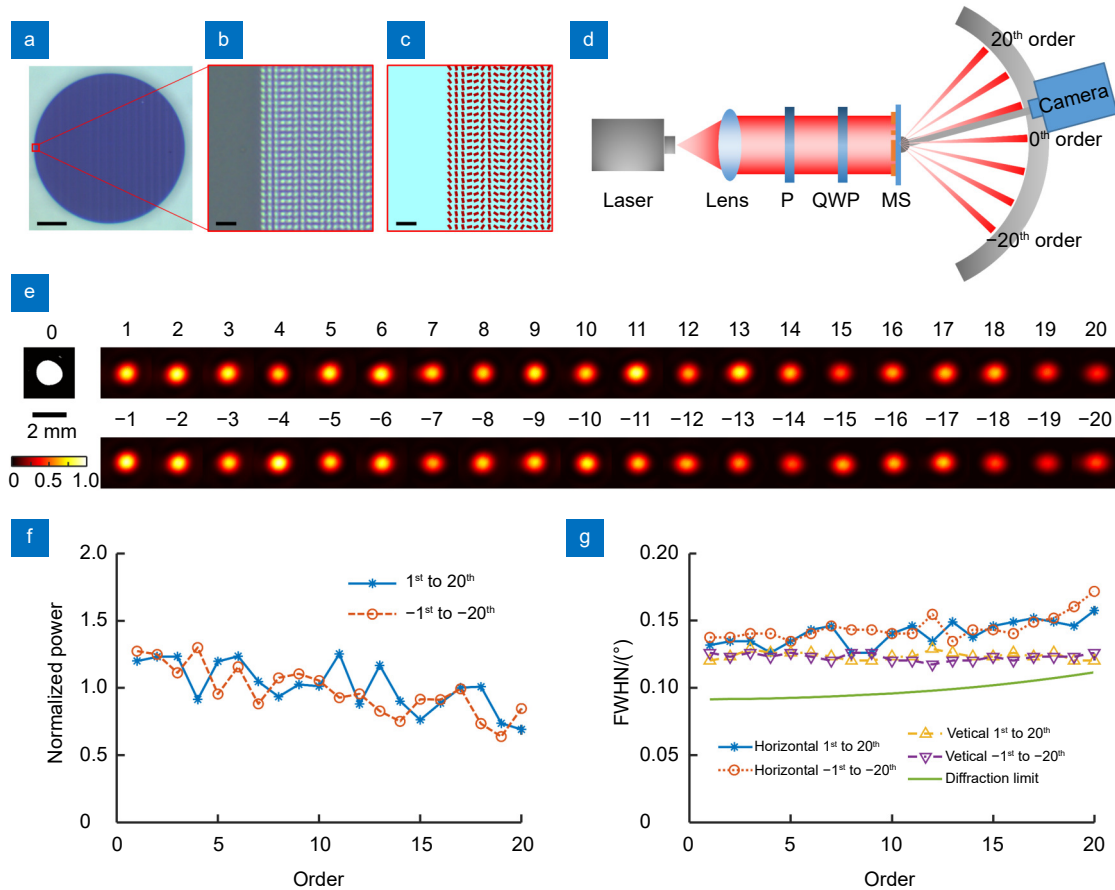 a
b
c
d
20th order
Camera
0th order
−20th order
Laser
Lens
P
QWP
MS
e
0
1 2 3 4 5 6 7 8 9 10 11 12 13 14 15 16 17 18 19 20
2 mm
−1 −2 −3 −4 −5 −6 −7 −8 −9 −10 −11 −12 −13 −14 −15 −16 −17 −18 −19 −20
0 0.5 1.0
f
2.0
1.5
1.0
0.5
0
Normalized power
1st to 20th
−1st to −20th
0 5 10 15 20
Order
g
0.20
0.15
0.10
0.05
0
FWHN/(°)
Horizontal 1st to 20th
Horizontal −1st to −20th
Vetical 1st to 20th
Vetical −1st to −20th
Diffraction limit
0 5 10 15 20
Order